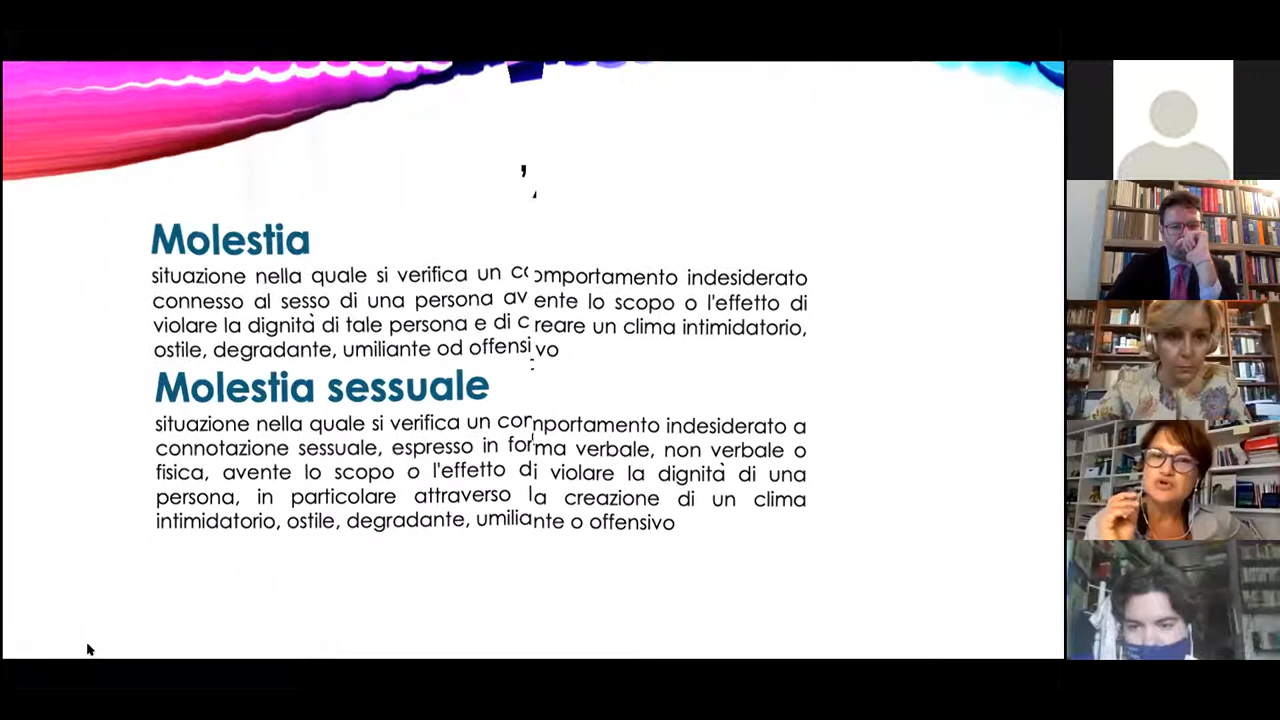 Molestia
situazione nella quale si verifica un comportamento indesiderato
connesso al sesso di una persona avente lo scopo o l'effetto di
violare la dignità di tale persona e di creare un clima intimidatorio,
ostile, degradante, umiliante od offensivo
Molestia sessuale
situazione nella quale si verifica un comportamento indesiderato a
connotazione sessuale, espresso in forma verbale, non verbale o
fisica, avente lo scopo o l'effetto di violare la dignità di una
persona, in particolare attraverso la creazione di un clima
intimidatorio, ostile, degradante, umiliante o offensivo